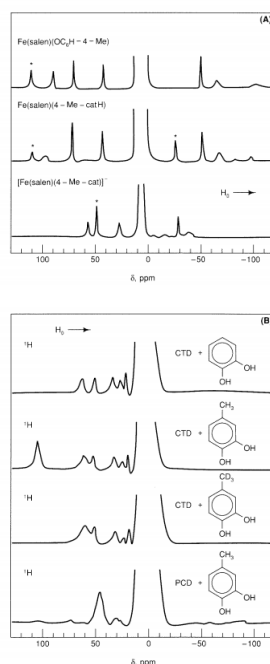 (A)
Fe(salen)(OC6H−4−Me)
*
Fe(salen)(4−Me−catH)
*
*
[Fe(salen)(4−Me−cat)]−
*
H0
100 50 0 −50 −100
δ, ppm
(B)
H0
1H
CTD +
OH
OH
CH3
1H
CTD +
OH
OH
CD3
1H
CTD +
OH
OH
CH3
1H
PCD +
OH
OH
100 50 0 −50 −100
δ, ppm